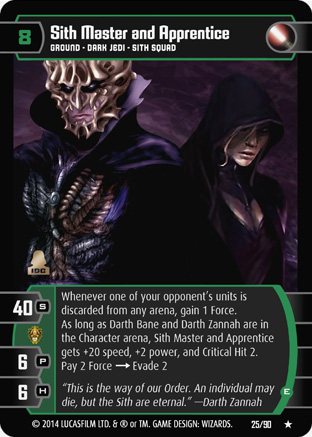 8
Sith Master and Apprentice
GROUND - DARK JEDI - SITH SQUAD
IDC
40 S
6 P
6 H
Whenever one of your opponent's units is
discarded from any arena, gain 1 Force.
As long as Darth Bane and Darth Zannah are in
the Character arena, Sith Master and Apprentice
gets +20 speed, +2 power, and Critical Hit 2.
Pay 2 Force → Evade 2
"This is the way of our Order. An individual may
die, but the Sith are eternal." —Darth Zannah
E
© 2014 LUCASFILM LTD. & ® or TM. GAME DESIGN: WIZARDS.
25/90